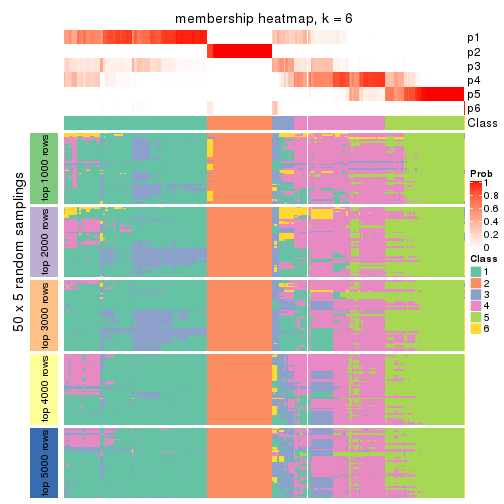 membership heatmap, k = 6
p1
p2
p3
p4
p5
p6
Class
50 x 5 random samplings
top 1000 rows
top 2000 rows
top 3000 rows
top 4000 rows
top 5000 rows
Prob
1
0.8
0.6
0.4
0.2
0
Class
1
2
3
4
5
6